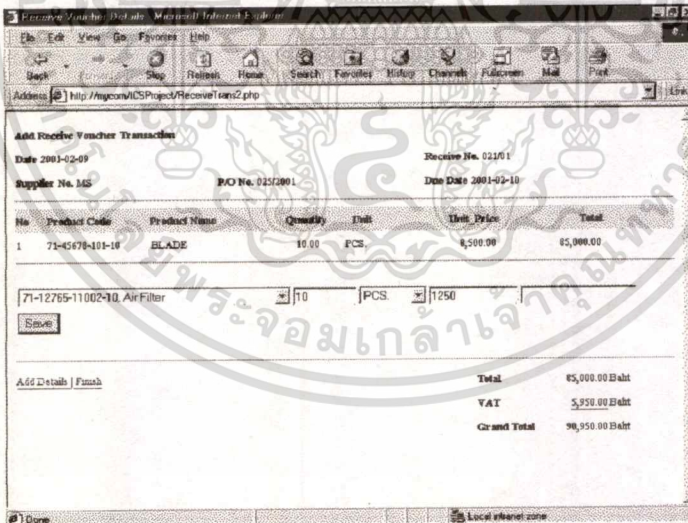 Receive Voucher Details - Microsoft Internet Explorer
File Edit View Go Favorites Help
Back Forward Stop Refresh Home Search Favorites History Channels Fullscreen Mail Print
Address http://mycom/ICSProject/ReceiveTrans2.php Link
Add Receive Voucher Transaction
Date 2001-02-09 Receive No. 021/01
Supplier No. MS P/O No. 025/2001 Due Date 2001-02-10
No Product Code Product Name Quantity Unit Unit Price Total
1 71-45678-101-10 BLADE 10.00 PCS. 8,500.00 85,000.00
71-12765-11002-10, Air Filter 10 PCS. 1250
Save
Add Details | Finish Total 85,000.00 Baht
VAT 5,950.00 Baht
Grand Total 90,950.00 Baht
Done Local intranet zone